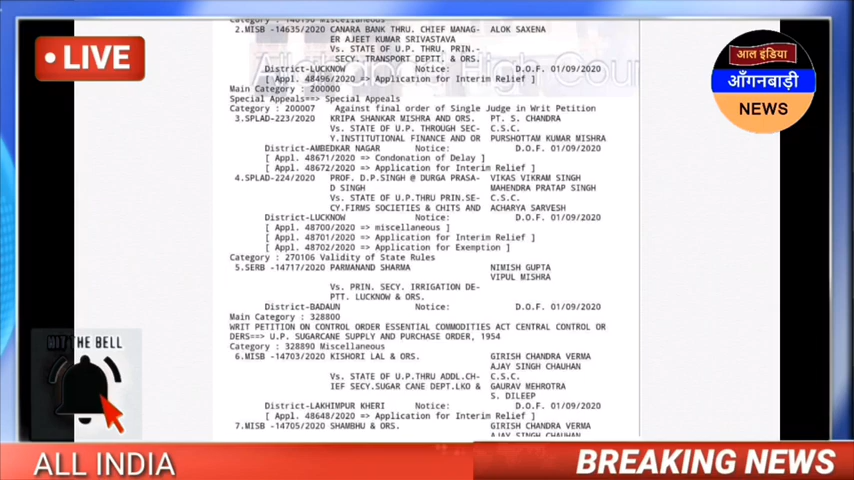 LIVE
आल इंडिया
आँगनबाड़ी
NEWS
Category : 140190 Miscellaneous
2.MISB -14635/2020 CANARA BANK THRU. CHIEF MANAG- ALOK SAXENA
ER AJEET KUMAR SRIVASTAVA
Vs. STATE OF U.P. THRU. PRIN.-
SECY. TRANSPORT DEPTT. & ORS.
District-LUCKNOW Notice: D.O.F. 01/09/2020
[ Appl. 48496/2020 => Application for Interim Relief ]
Main Category : 200000
Special Appeals==> Special Appeals
Category : 200007 Against final order of Single Judge in Writ Petition
3.SPLAD-223/2020 KRIPA SHANKAR MISHRA AND ORS. PT. S. CHANDRA
Vs. STATE OF U.P. THROUGH SEC- C.S.C.
Y.INSTITUTIONAL FINANCE AND OR PURSHOTTAM KUMAR MISHRA
District-AMBEDKAR NAGAR Notice: D.O.F. 01/09/2020
[ Appl. 48671/2020 => Condonation of Delay ]
[ Appl. 48672/2020 => Application for Interim Relief ]
4.SPLAD-224/2020 PROF. D.P.SINGH @ DURGA PRASA- VIKAS VIKRAM SINGH
D SINGH MAHENDRA PRATAP SINGH
Vs. STATE OF U.P.THRU PRIN.SE- C.S.C.
CY.FIRMS SOCIETIES & CHITS AND ACHARYA SARVESH
District-LUCKNOW Notice: D.O.F. 01/09/2020
[ Appl. 48700/2020 => miscellaneous ]
[ Appl. 48701/2020 => Application for Interim Relief ]
[ Appl. 48702/2020 => Application for Exemption ]
Category : 270106 Validity of State Rules
5.SERB -14717/2020 PARMANAND SHARMA NIMISH GUPTA
VIPUL MISHRA
Vs. PRIN. SECY. IRRIGATION DE-
PTT. LUCKNOW & ORS.
District-BADAUN Notice: D.O.F. 01/09/2020
Main Category : 328800
WRIT PETITION ON CONTROL ORDER ESSENTIAL COMMODITIES ACT CENTRAL CONTROL OR
DERS==> U.P. SUGARCANE SUPPLY AND PURCHASE ORDER, 1954
Category : 328890 Miscellaneous
6.MISB -14703/2020 KISHORI LAL & ORS. GIRISH CHANDRA VERMA
AJAY SINGH CHAUHAN
Vs. STATE OF U.P.THRU ADDL.CH- C.S.C.
IEF SECY.SUGAR CANE DEPT.LKO & GAURAV MEHROTRA
S. DILEEP
District-LAKHIMPUR KHERI Notice: D.O.F. 01/09/2020
[ Appl. 48648/2020 => Application for Interim Relief ]
7.MISB -14705/2020 SHAMBHU & ORS. GIRISH CHANDRA VERMA
AJAY SINGH CHAUHAN
HIT THE BELL
ALL INDIA
BREAKING NEWS